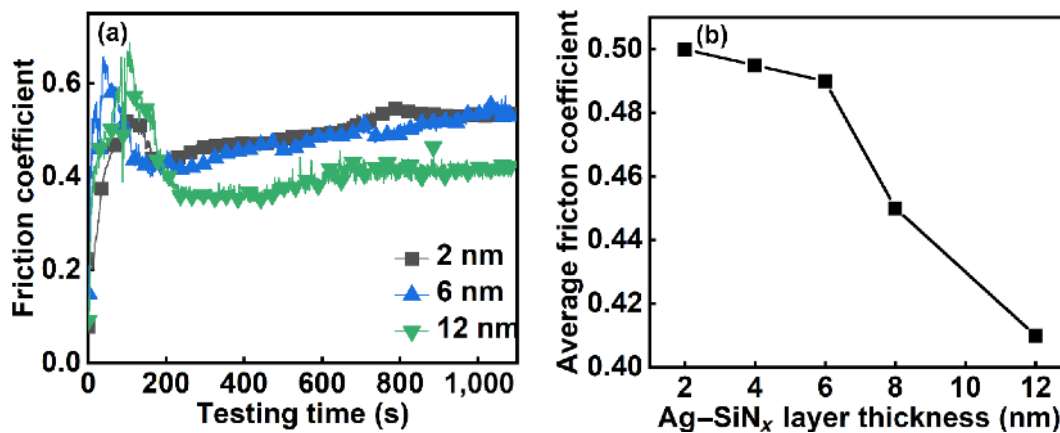 (a)
Friction coefficient
0.6
0.4
0.2
0.0
2 nm
6 nm
12 nm
0 200 400 600 800 1,000
Testing time (s)
(b)
Average fricton coefficient
0.50
0.48
0.46
0.44
0.42
0.40
2 4 6 8 10 12
Ag–SiNₓ layer thickness (nm)